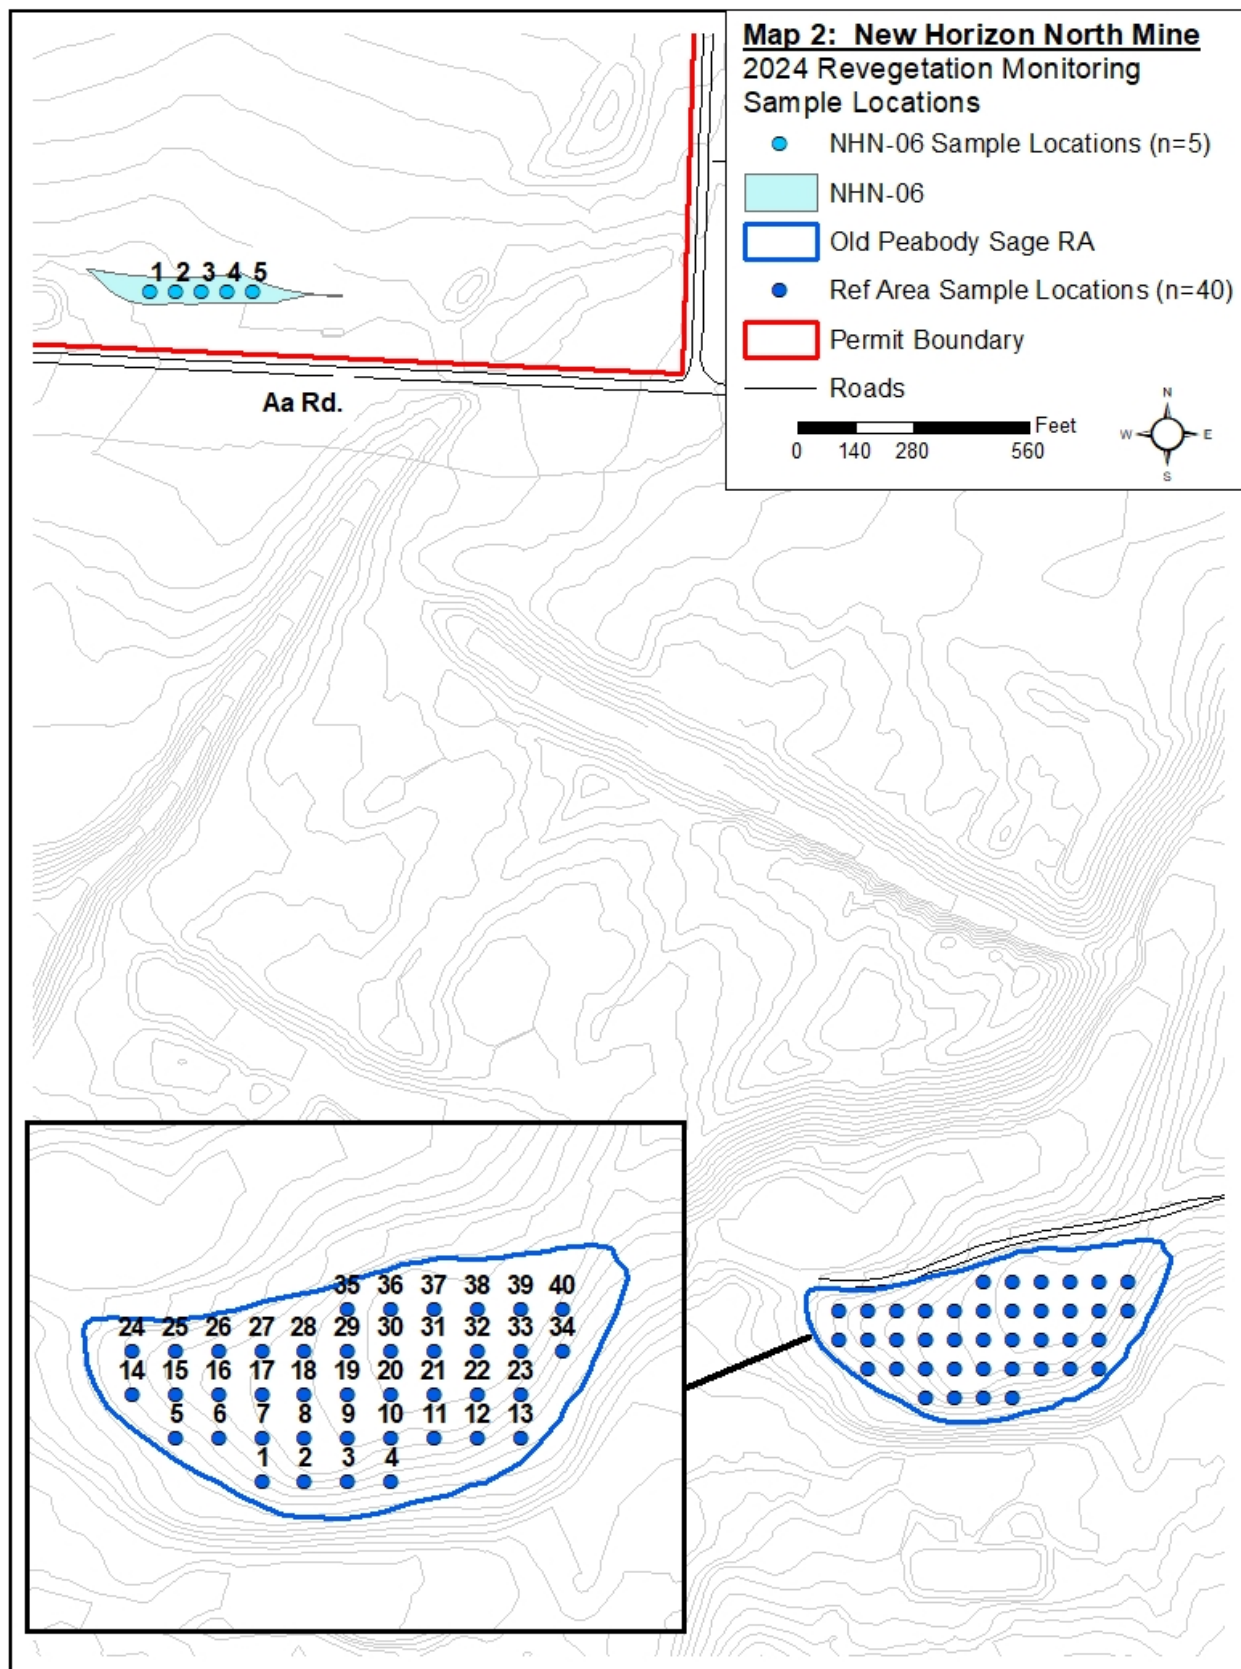 Map 2: New Horizon North Mine
2024 Revegetation Monitoring
Sample Locations
NHN-06 Sample Locations (n=5)
NHN-06
Old Peabody Sage RA
Ref Area Sample Locations (n=40)
Permit Boundary
Roads
Feet
0 140 280 560
N
W E
S
1 2 3 4 5
Aa Rd.
35 36 37 38 39 40
24 25 26 27 28 29 30 31 32 33 34
14 15 16 17 18 19 20 21 22 23
5 6 7 8 9 10 11 12 13
1 2 3 4